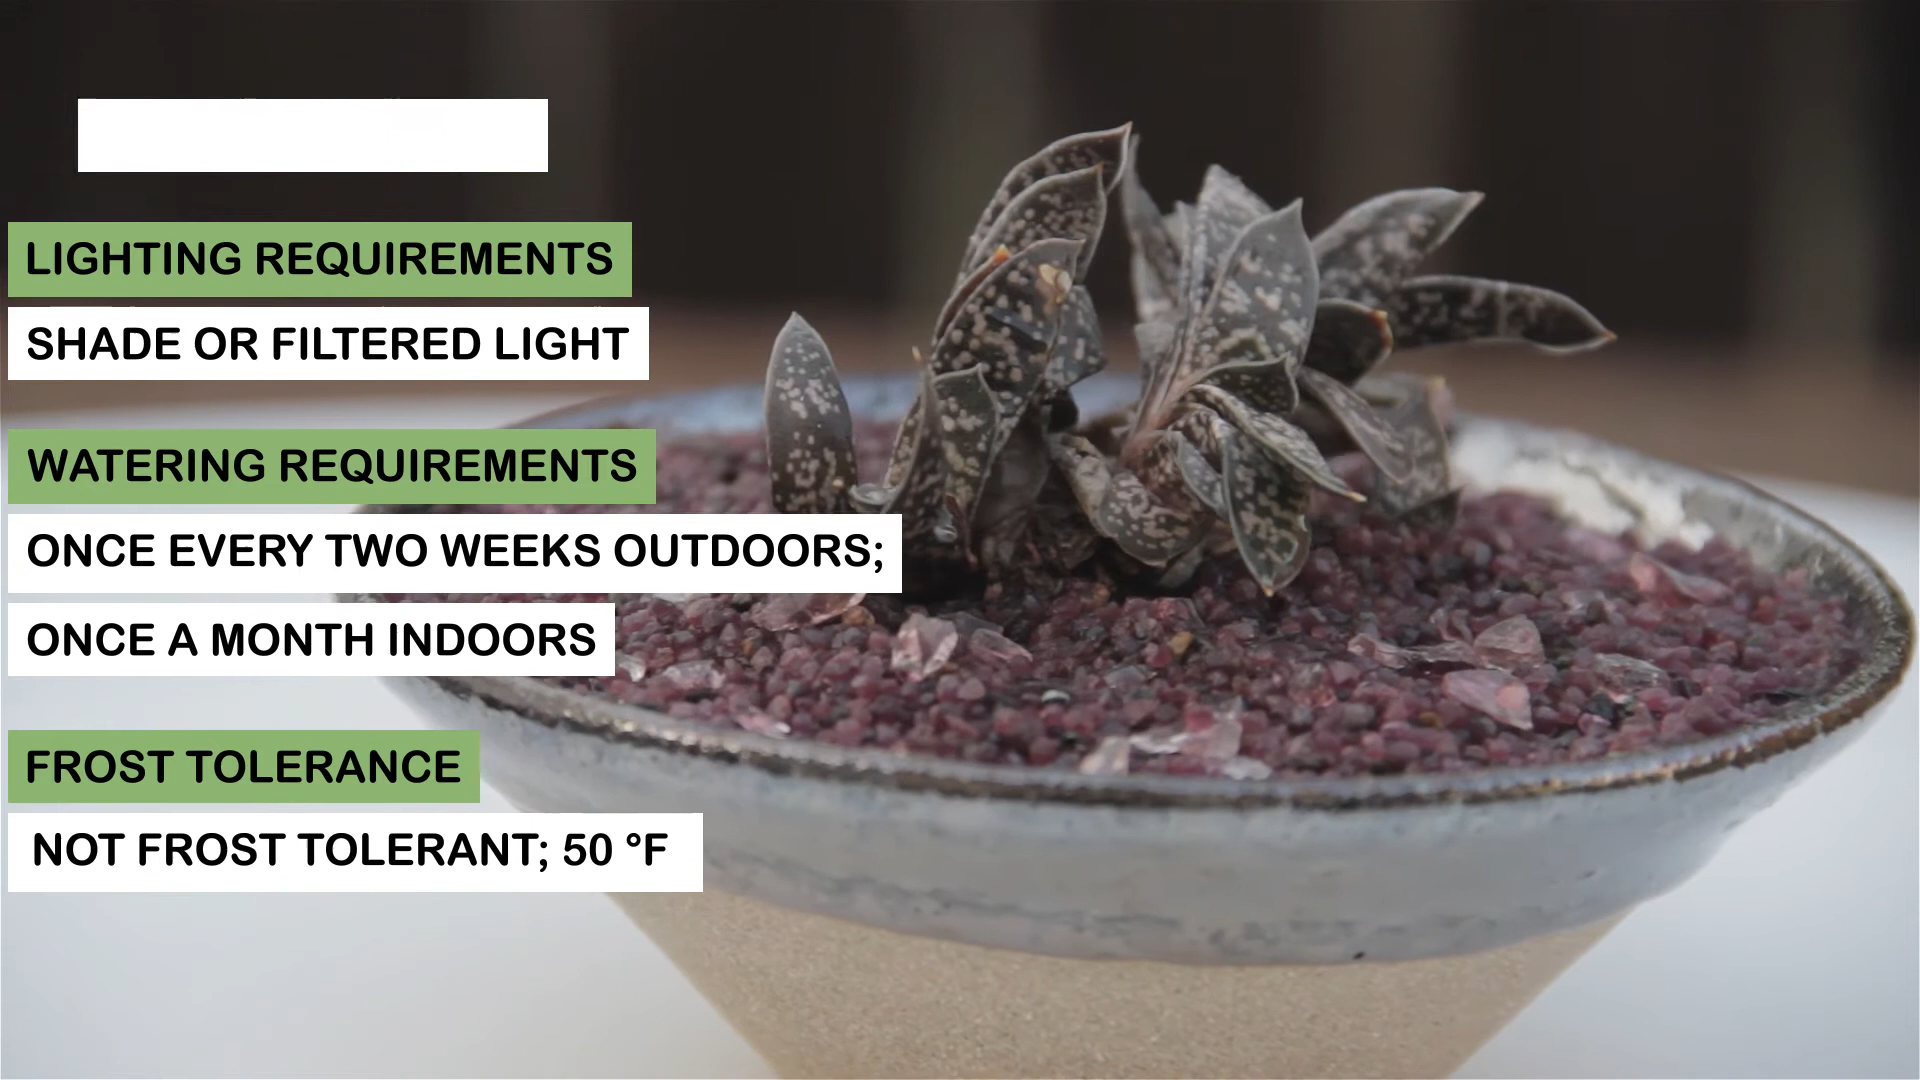 LIGHTING REQUIREMENTS
SHADE OR FILTERED LIGHT
WATERING REQUIREMENTS
ONCE EVERY TWO WEEKS OUTDOORS;
ONCE A MONTH INDOORS
FROST TOLERANCE
NOT FROST TOLERANT; 50 °F